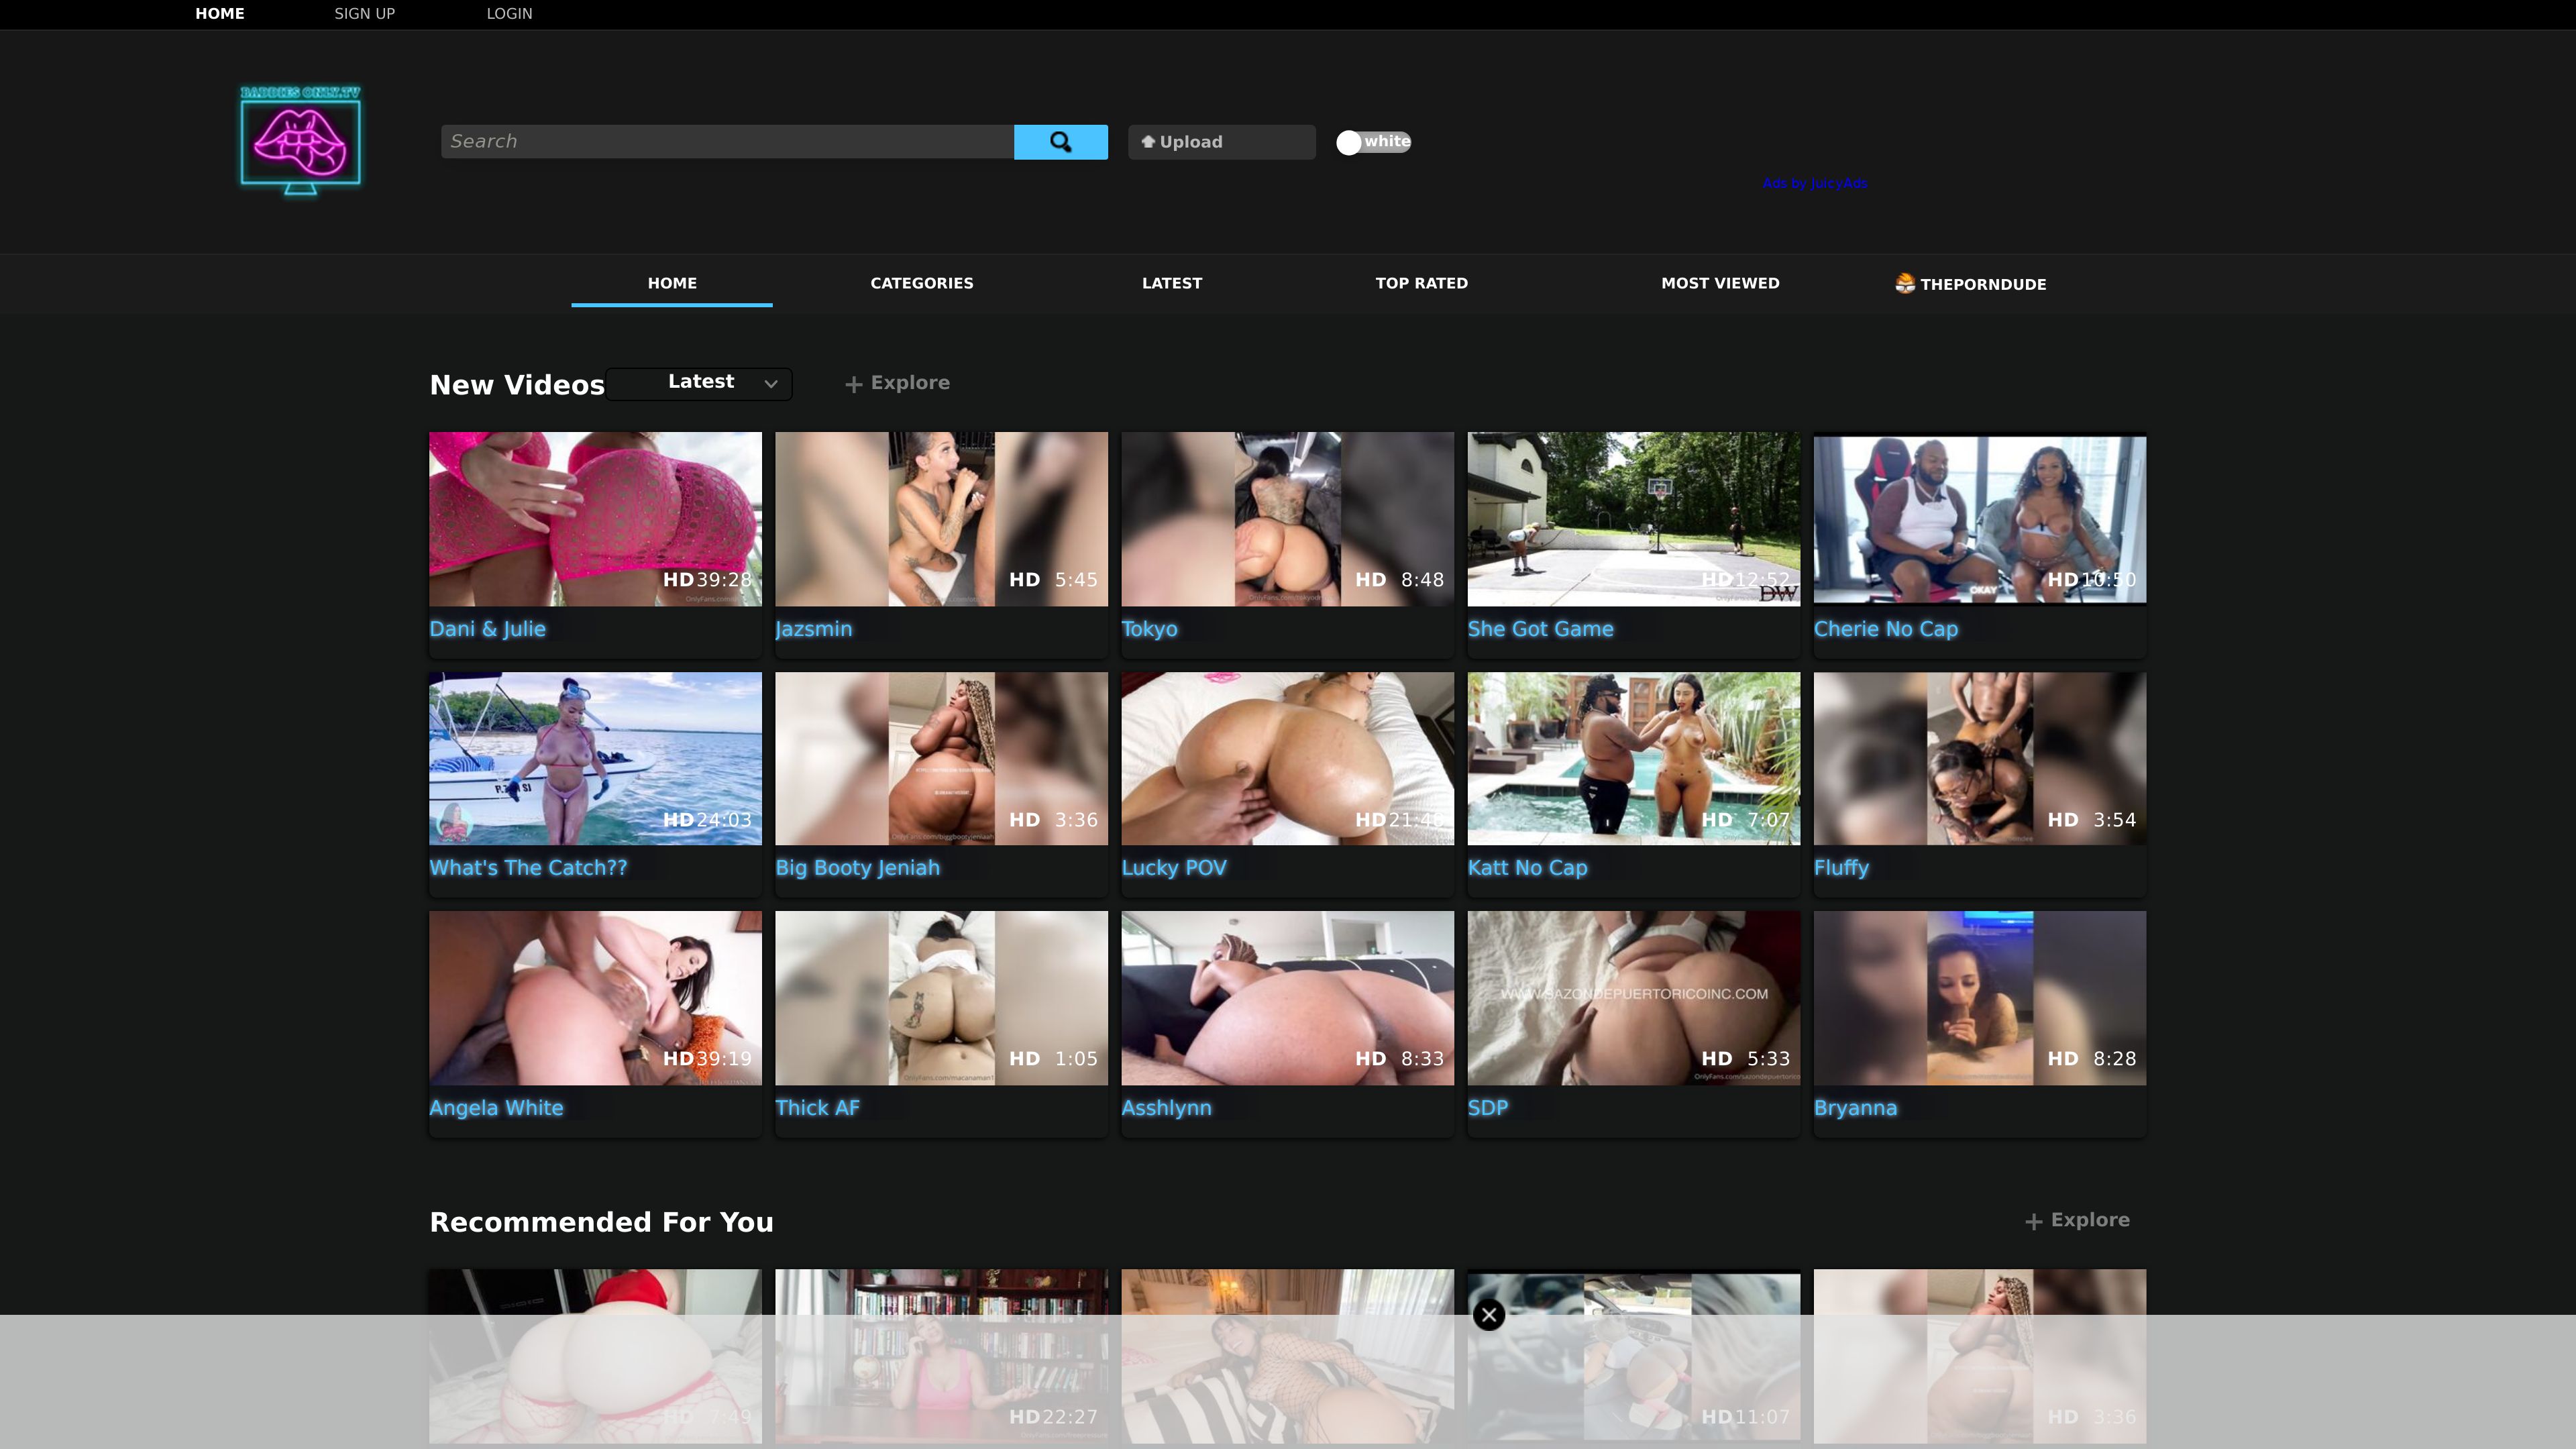 HOME SIGN UP LOGIN
BADDIES ONLY.TV
Search
Upload
white
Ads by JuicyAds
HOME CATEGORIES LATEST TOP RATED MOST VIEWED THEPORNDUDE
New Videos Latest + Explore
HD 39:28 HD 5:45 HD 8:48 HD 12:52 HD 10:50
DW
OKAY
Dani & Julie Jazsmin Tokyo She Got Game Cherie No Cap
HD 24:03 HD 3:36 HD HD 7:07 HD 3:54
What's The Catch?? Big Booty Jeniah Lucky POV Katt No Cap Fluffy
WWW.SAZONDEPUERTORICOINC.COM
HD 39:19 HD 1:05 HD 8:33 HD 5:33 HD 8:28
Angela White Thick AF Asshlynn SDP Bryanna
Recommended For You + Explore
HD 7:49 HD 22:27 HD 11:07 HD 3:36